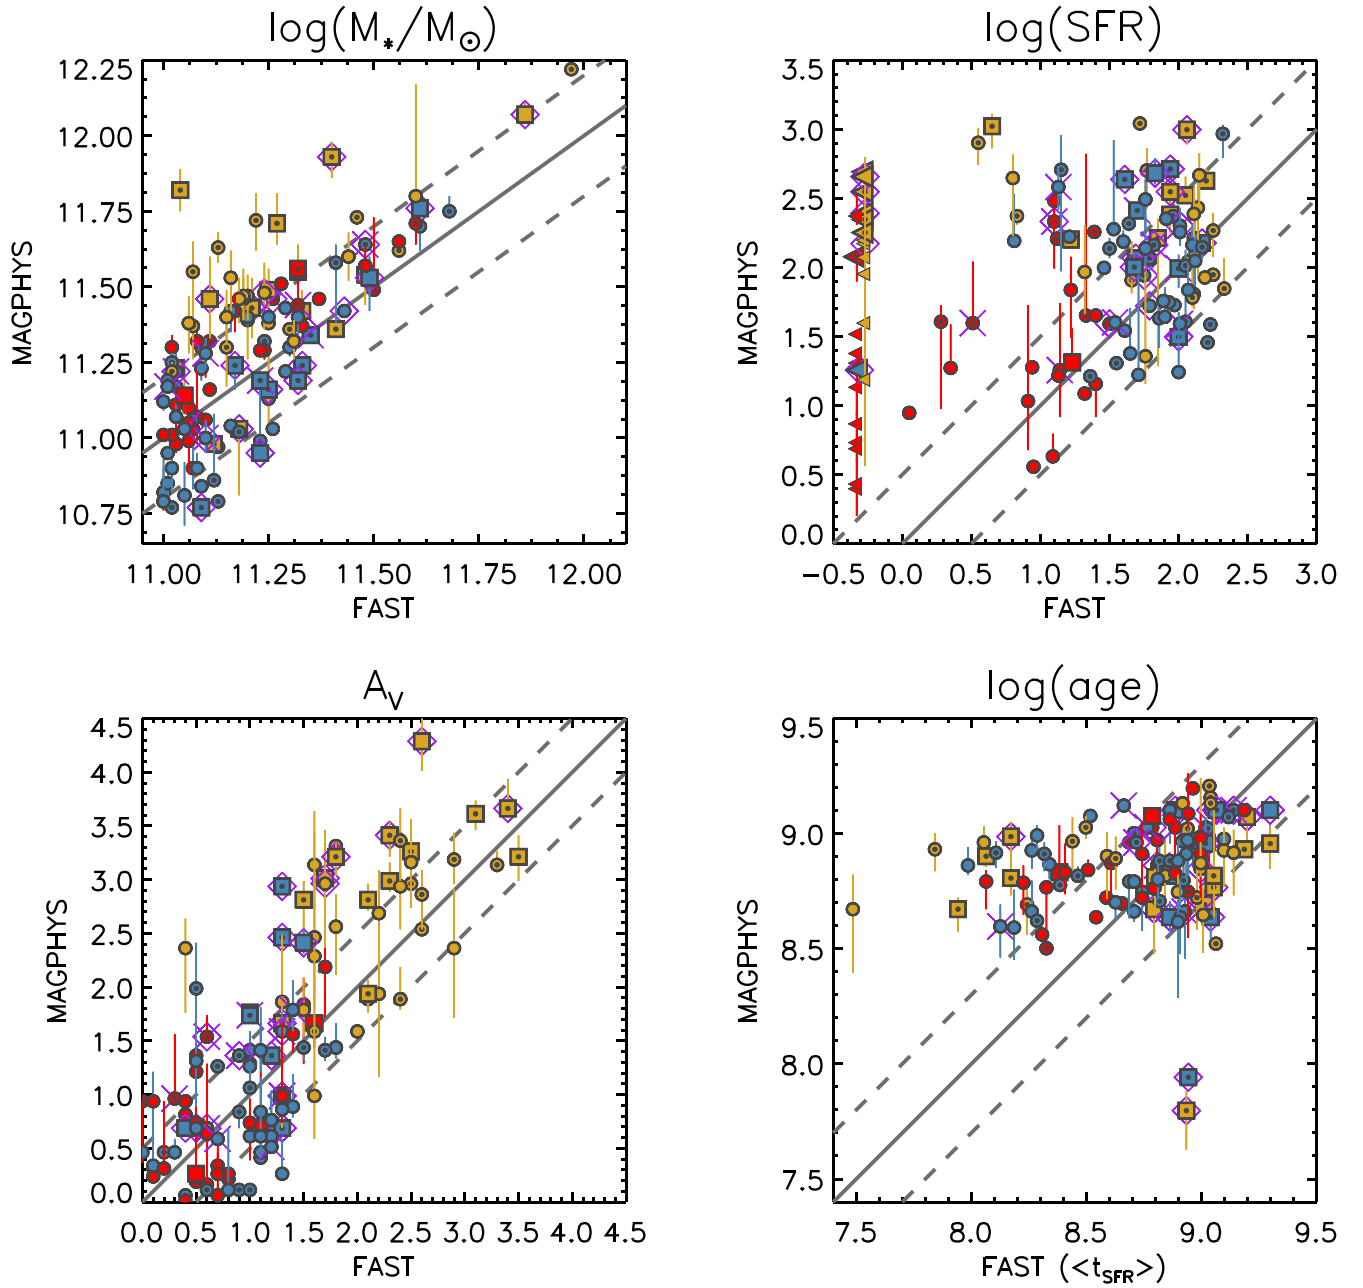 log(M*/M⊙)
12.25
12.00
11.75
11.50
11.25
11.00
10.75
MAGPHYS
11.00 11.25 11.50 11.75 12.00
FAST
log(SFR)
3.5
3.0
2.5
2.0
1.5
1.0
0.5
0.0
MAGPHYS
−0.5 0.0 0.5 1.0 1.5 2.0 2.5 3.0
FAST
A_V
4.5
4.0
3.5
3.0
2.5
2.0
1.5
1.0
0.5
0.0
MAGPHYS
0.0 0.5 1.0 1.5 2.0 2.5 3.0 3.5 4.0 4.5
FAST
log(age)
9.5
9.0
8.5
8.0
7.5
MAGPHYS
7.5 8.0 8.5 9.0 9.5
FAST (<t_SFR>)